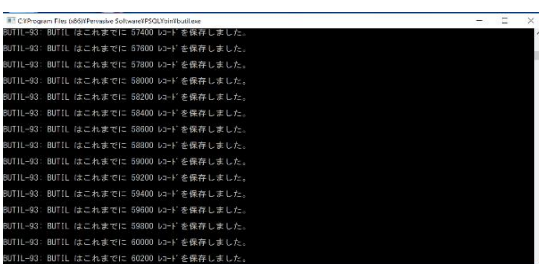 C:¥Program Files (x86)¥Pervasive Software¥PSQL¥bin¥butil.exe
BUTIL-93: BUTIL はこれまでに 57400 ﾚｺｰﾄﾞを保存しました。
BUTIL-93: BUTIL はこれまでに 57600 ﾚｺｰﾄﾞを保存しました。
BUTIL-93: BUTIL はこれまでに 57800 ﾚｺｰﾄﾞを保存しました。
BUTIL-93: BUTIL はこれまでに 58000 ﾚｺｰﾄﾞを保存しました。
BUTIL-93: BUTIL はこれまでに 58200 ﾚｺｰﾄﾞを保存しました。
BUTIL-93: BUTIL はこれまでに 58400 ﾚｺｰﾄﾞを保存しました。
BUTIL-93: BUTIL はこれまでに 58600 ﾚｺｰﾄﾞを保存しました。
BUTIL-93: BUTIL はこれまでに 58800 ﾚｺｰﾄﾞを保存しました。
BUTIL-93: BUTIL はこれまでに 59000 ﾚｺｰﾄﾞを保存しました。
BUTIL-93: BUTIL はこれまでに 59200 ﾚｺｰﾄﾞを保存しました。
BUTIL-93: BUTIL はこれまでに 59400 ﾚｺｰﾄﾞを保存しました。
BUTIL-93: BUTIL はこれまでに 59600 ﾚｺｰﾄﾞを保存しました。
BUTIL-93: BUTIL はこれまでに 59800 ﾚｺｰﾄﾞを保存しました。
BUTIL-93: BUTIL はこれまでに 60000 ﾚｺｰﾄﾞを保存しました。
BUTIL-93: BUTIL はこれまでに 60200 ﾚｺｰﾄﾞを保存しました。